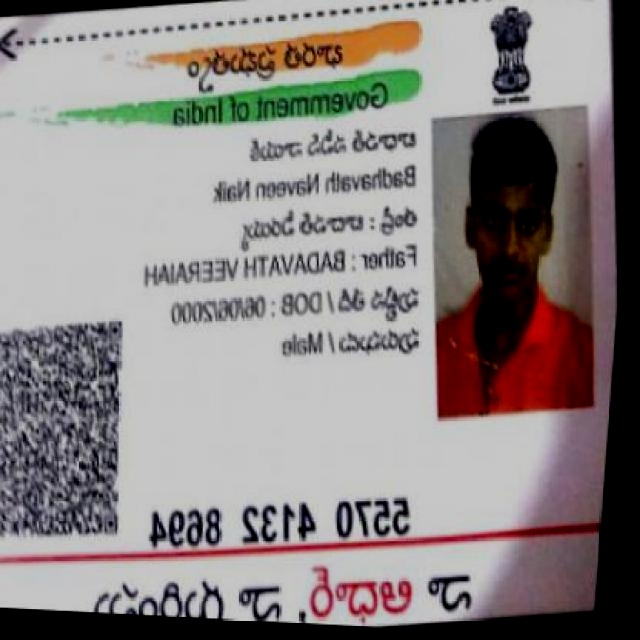 భారత ప్రభుత్వం
Government of India
బాదావత్ నవీన్ నాయక్
Badhavath Naveen Naik
తండ్రి : బాదావత్ వీరయ్య
Father : BADAVATH VEERAIAH
పుట్టిన తేదీ / DOB : 06/06/2000
పురుషుడు / Male
5570 4132 8694
నా ఆధార్, నా గుర్తింపు